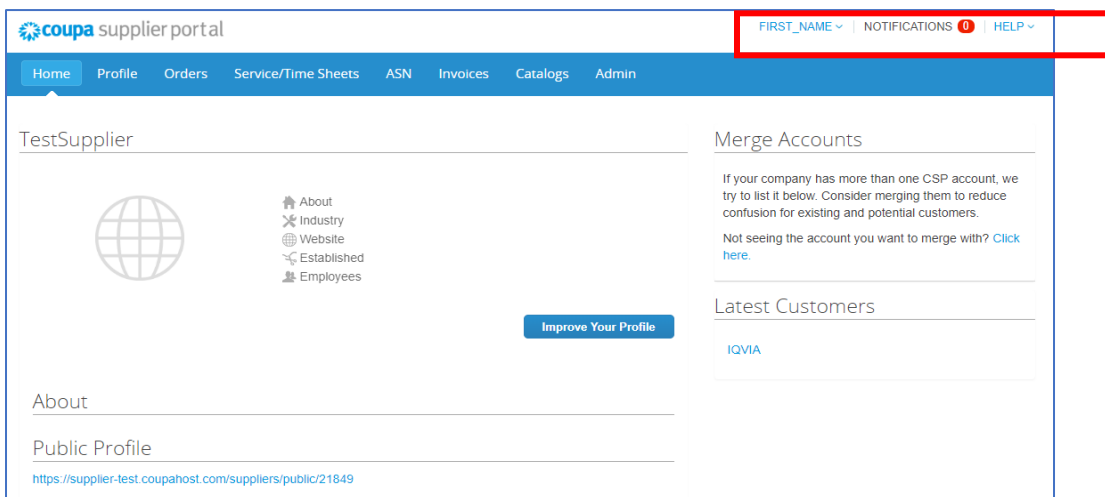 coupa supplier portal
FIRST_NAME NOTIFICATIONS 0 HELP
Home Profile Orders Service/Time Sheets ASN Invoices Catalogs Admin
TestSupplier
About
Industry
Website
Established
Employees
Improve Your Profile
About
Public Profile
https://supplier-test.coupahost.com/suppliers/public/21849
Merge Accounts
If your company has more than one CSP account, we
try to list it below. Consider merging them to reduce
confusion for existing and potential customers.
Not seeing the account you want to merge with? Click
here.
Latest Customers
IQVIA